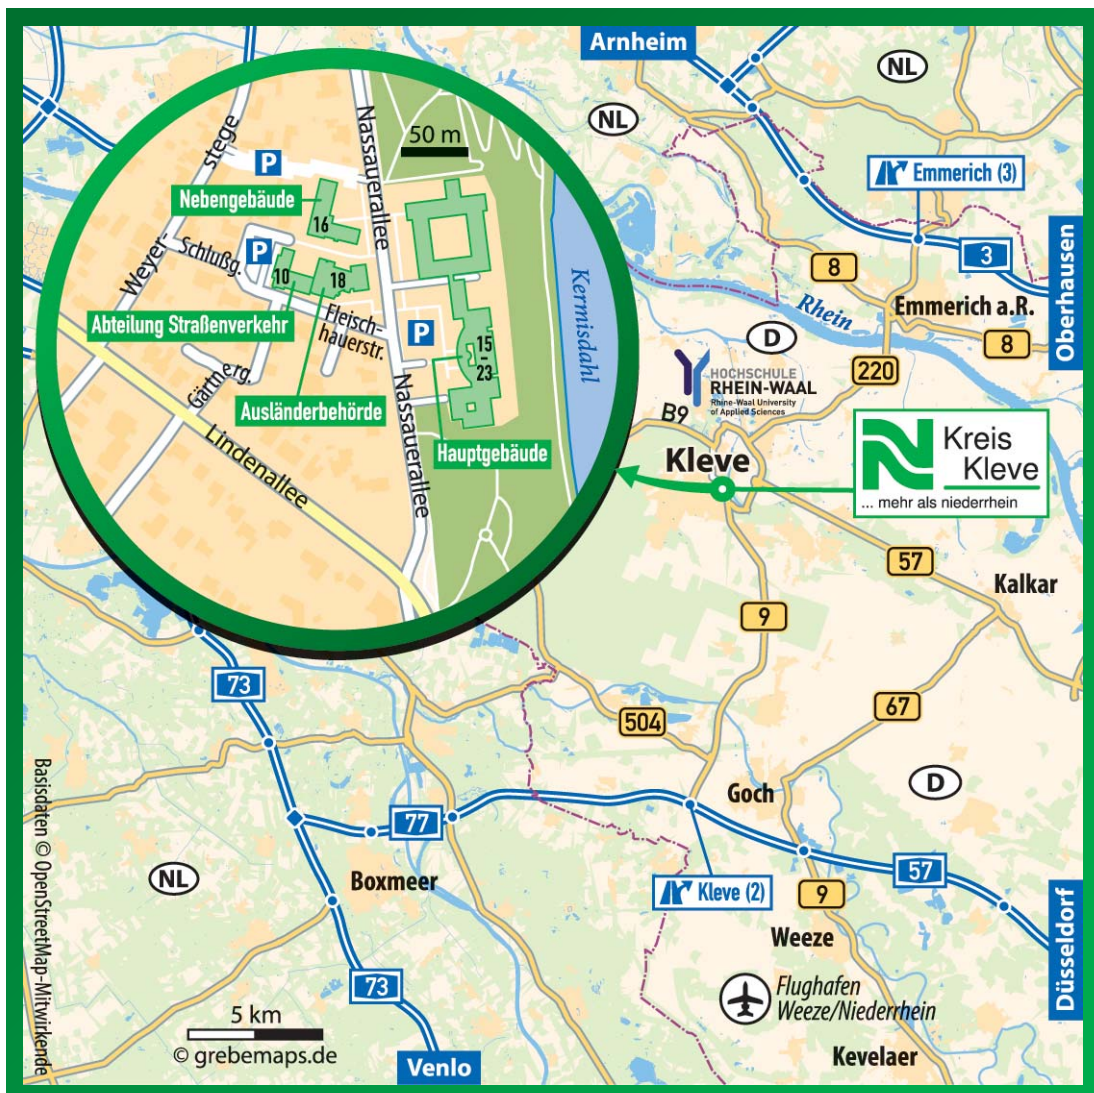 Arnheim
NL
NL
Emmerich (3)
3
Oberhausen
8
Rhein
Emmerich a.R.
8
D
220
HOCHSCHULE
RHEIN-WAAL
Rhine-Waal University
of Applied Sciences
B9
Kleve
Kreis
Kleve
... mehr als niederrhein
57
Kalkar
9
67
504
50 m
P
Nassauerallee
Weyer-
stege
Nebengebäude
16
P
Schlußg.
10
18
Kermisdahl
Abteilung Straßenverkehr
Fleisch-
hauerstr.
P
15
-
23
Gärtnerg.
Ausländerbehörde
Nassauerallee
Lindenallee
Hauptgebäude
73
Goch
D
77
57
Boxmeer
NL
Kleve (2)
9
Weeze
Düsseldorf
73
Flughafen
Weeze/Niederrhein
5 km
© grebemaps.de
Venlo
Kevelaer
Basisdaten © OpenStreetMap-Mitwirkende